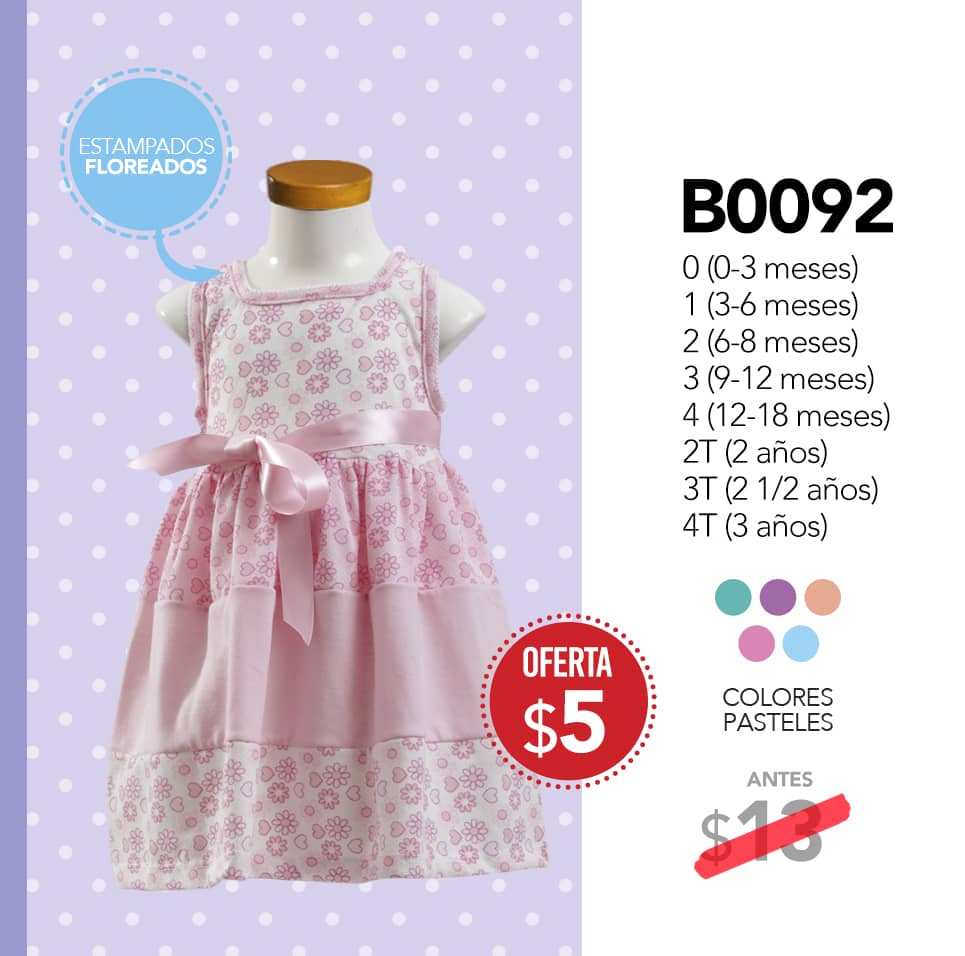 ESTAMPADOS
FLOREADOS
B0092
0 (0-3 meses)
1 (3-6 meses)
2 (6-8 meses)
3 (9-12 meses)
4 (12-18 meses)
2T (2 años)
3T (2 1/2 años)
4T (3 años)
OFERTA
$5
COLORES
PASTELES
ANTES
$13